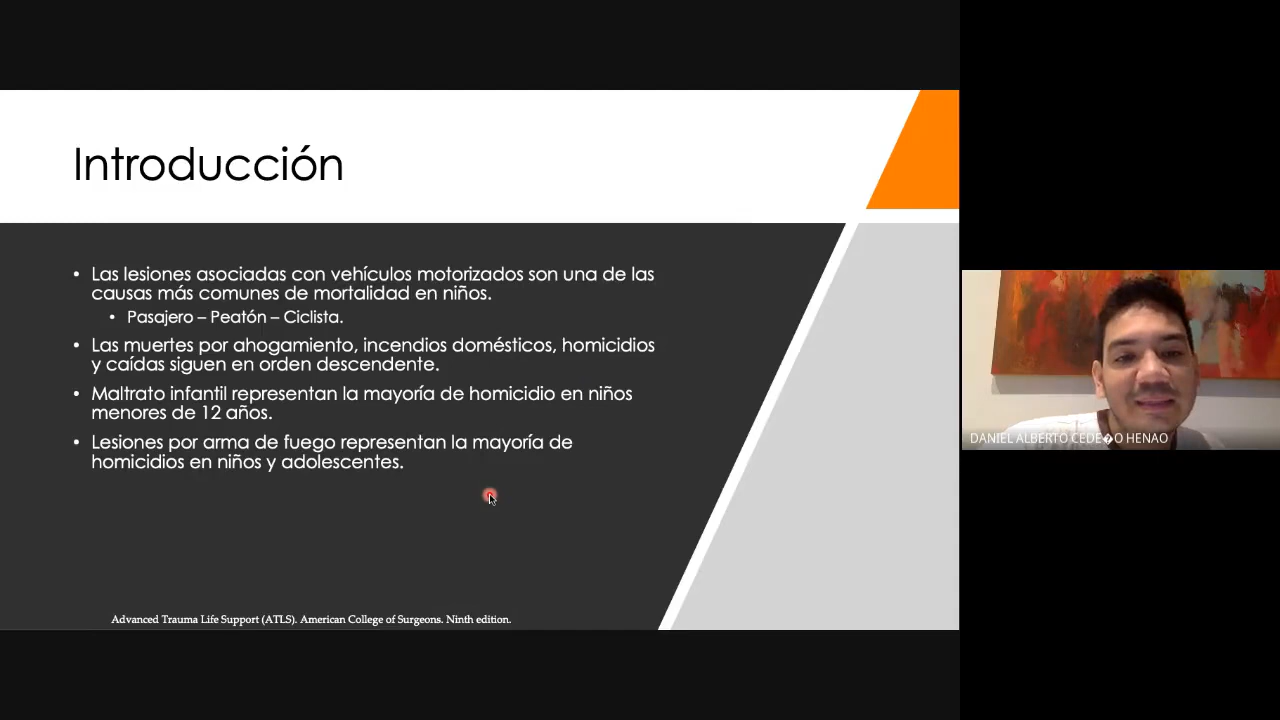 Introducción
• Las lesiones asociadas con vehículos motorizados son una de las
causas más comunes de mortalidad en niños.
• Pasajero – Peatón – Ciclista.
• Las muertes por ahogamiento, incendios domésticos, homicidios
y caídas siguen en orden descendente.
• Maltrato infantil representan la mayoría de homicidio en niños
menores de 12 años.
• Lesiones por arma de fuego representan la mayoría de
homicidios en niños y adolescentes.
Advanced Trauma Life Support (ATLS). American College of Surgeons. Ninth edition.
DANIEL ALBERTO CEDE�O HENAO